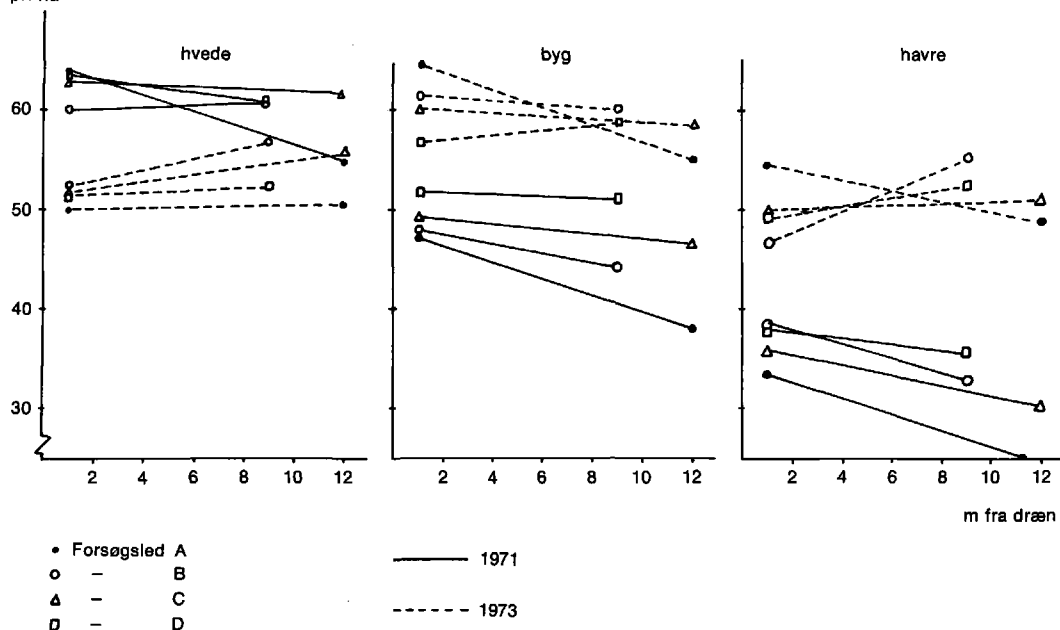 hvede
byg
havre
60
50
40
30
2 4 6 8 10 12
2 4 6 8 10 12
2 4 6 8 10 12
m fra dræn
Forsøgsled A
– B
– C
– D
1971
1973